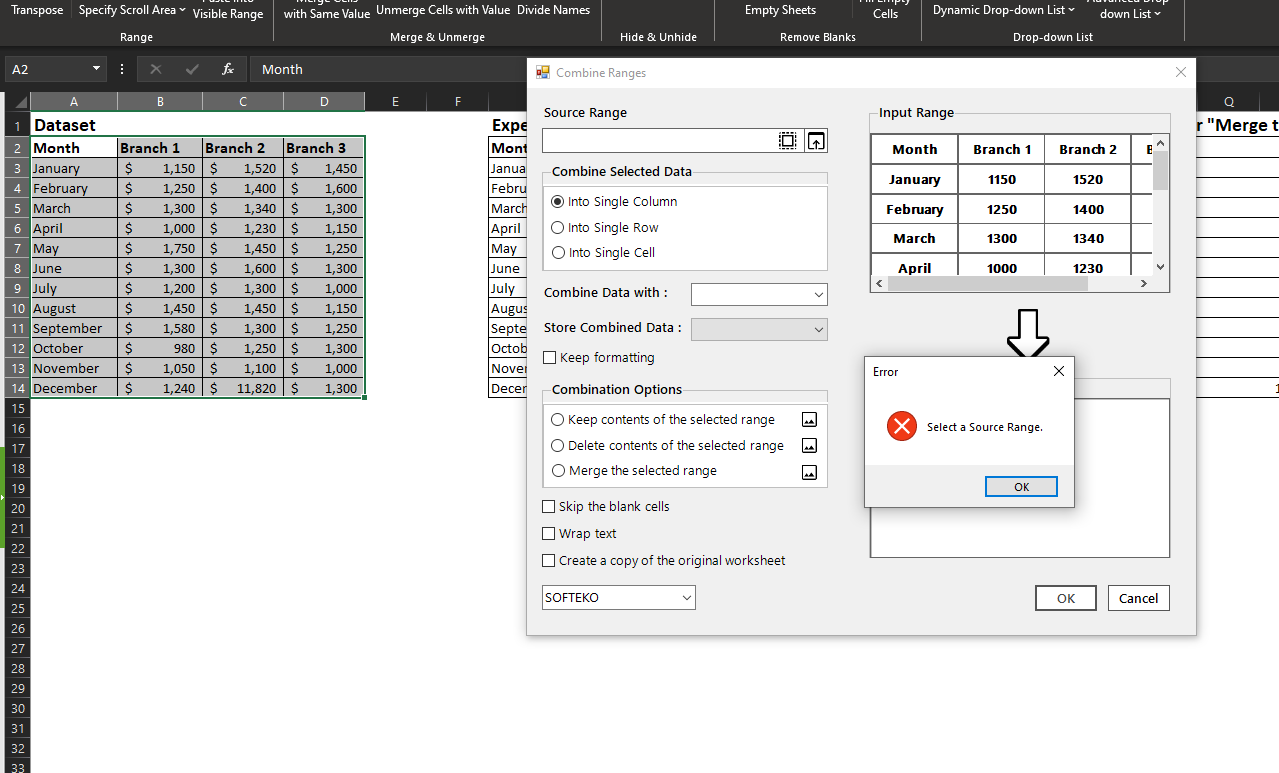 Transpose Specify Scroll Area Paste into
Visible Range
Merge Cells
with Same Value Unmerge Cells with Value Divide Names
Empty Sheets
Fill Empty
Cells
Dynamic Drop-down List Advanced Drop-
down List
Range Merge & Unmerge Hide & Unhide Remove Blanks Drop-down List
A2 fx Month
A B C D E F Q
1 Dataset
2 Month Branch 1 Branch 2 Branch 3
3 January $ 1,150 $ 1,520 $ 1,450
4 February $ 1,250 $ 1,400 $ 1,600
5 March $ 1,300 $ 1,340 $ 1,300
6 April $ 1,000 $ 1,230 $ 1,150
7 May $ 1,750 $ 1,450 $ 1,250
8 June $ 1,300 $ 1,600 $ 1,300
9 July $ 1,200 $ 1,300 $ 1,000
10 August $ 1,450 $ 1,450 $ 1,150
11 September $ 1,580 $ 1,300 $ 1,250
12 October $ 980 $ 1,250 $ 1,300
13 November $ 1,050 $ 1,100 $ 1,000
14 December $ 1,240 $ 11,820 $ 1,300
15
16
17
18
19
20
21
22
23
24
25
26
27
28
29
30
31
32
33
Expe
Mont
Janua
Febru
March
April
May
June
July
Augus
Septe
Octob
Nover
Decer
r "Merge t
1
Combine Ranges
Source Range
Combine Selected Data
Into Single Column
Into Single Row
Into Single Cell
Combine Data with :
Store Combined Data :
Keep formatting
Combination Options
Keep contents of the selected range
Delete contents of the selected range
Merge the selected range
Skip the blank cells
Wrap text
Create a copy of the original worksheet
SOFTEKO
Input Range
Month Branch 1 Branch 2 B
January 1150 1520
February 1250 1400
March 1300 1340
April 1000 1230
Error
Select a Source Range.
OK
OK Cancel